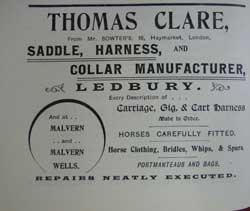 THOMAS CLARE,
From Mr. SOWTER'S, 18, Haymarket, London,
SADDLE, HARNESS, AND
COLLAR MANUFACTURER,
LEDBURY.
Every Description of . . .
Carriage, Gig, & Cart Harness
Made to Order.
HORSES CAREFULLY FITTED.
Horse Clothing, Bridles, Whips, & Spurs
PORTMANTEAUS AND BAGS.
And at . .
MALVERN
. . and . .
MALVERN
WELLS.
REPAIRS NEATLY EXECUTED.